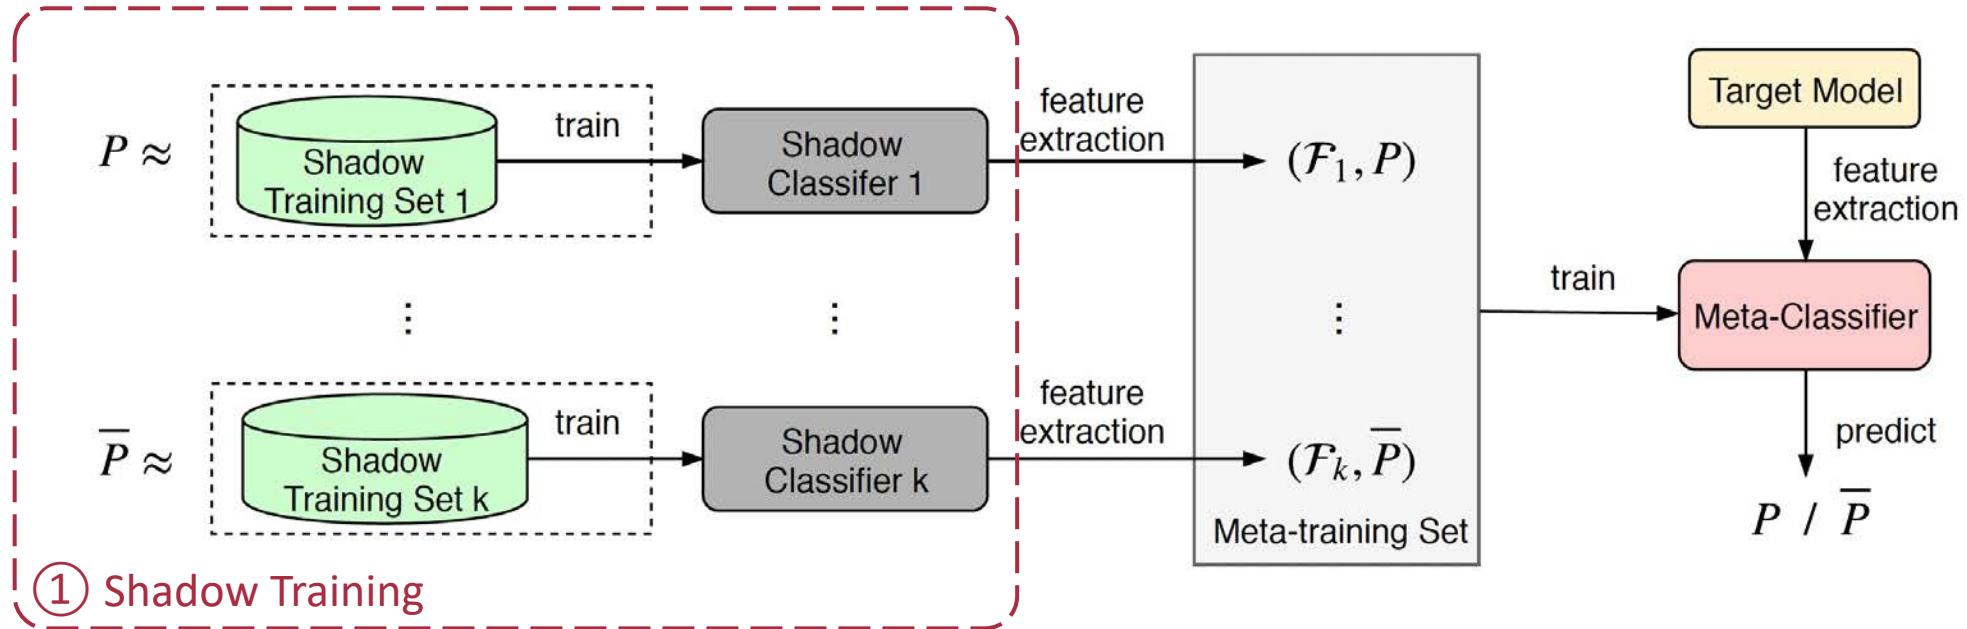 P ≈
Shadow
Training Set 1
train
Shadow
Classifer 1
feature
extraction
(ℱ₁, P)
⋮
⋮
⋮
P̅ ≈
Shadow
Training Set k
train
Shadow
Classifier k
feature
extraction
(ℱₖ, P̅)
Meta-training Set
train
Target Model
feature
extraction
Meta-Classifier
predict
P / P̅
① Shadow Training